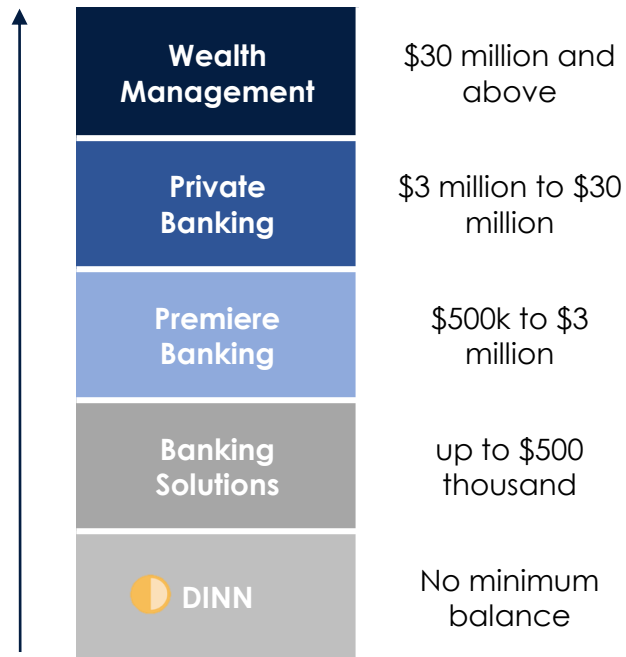 Wealth
Management
$30 million and
above
Private
Banking
$3 million to $30
million
Premiere
Banking
$500k to $3
million
Banking
Solutions
up to $500
thousand
DINN
No minimum
balance